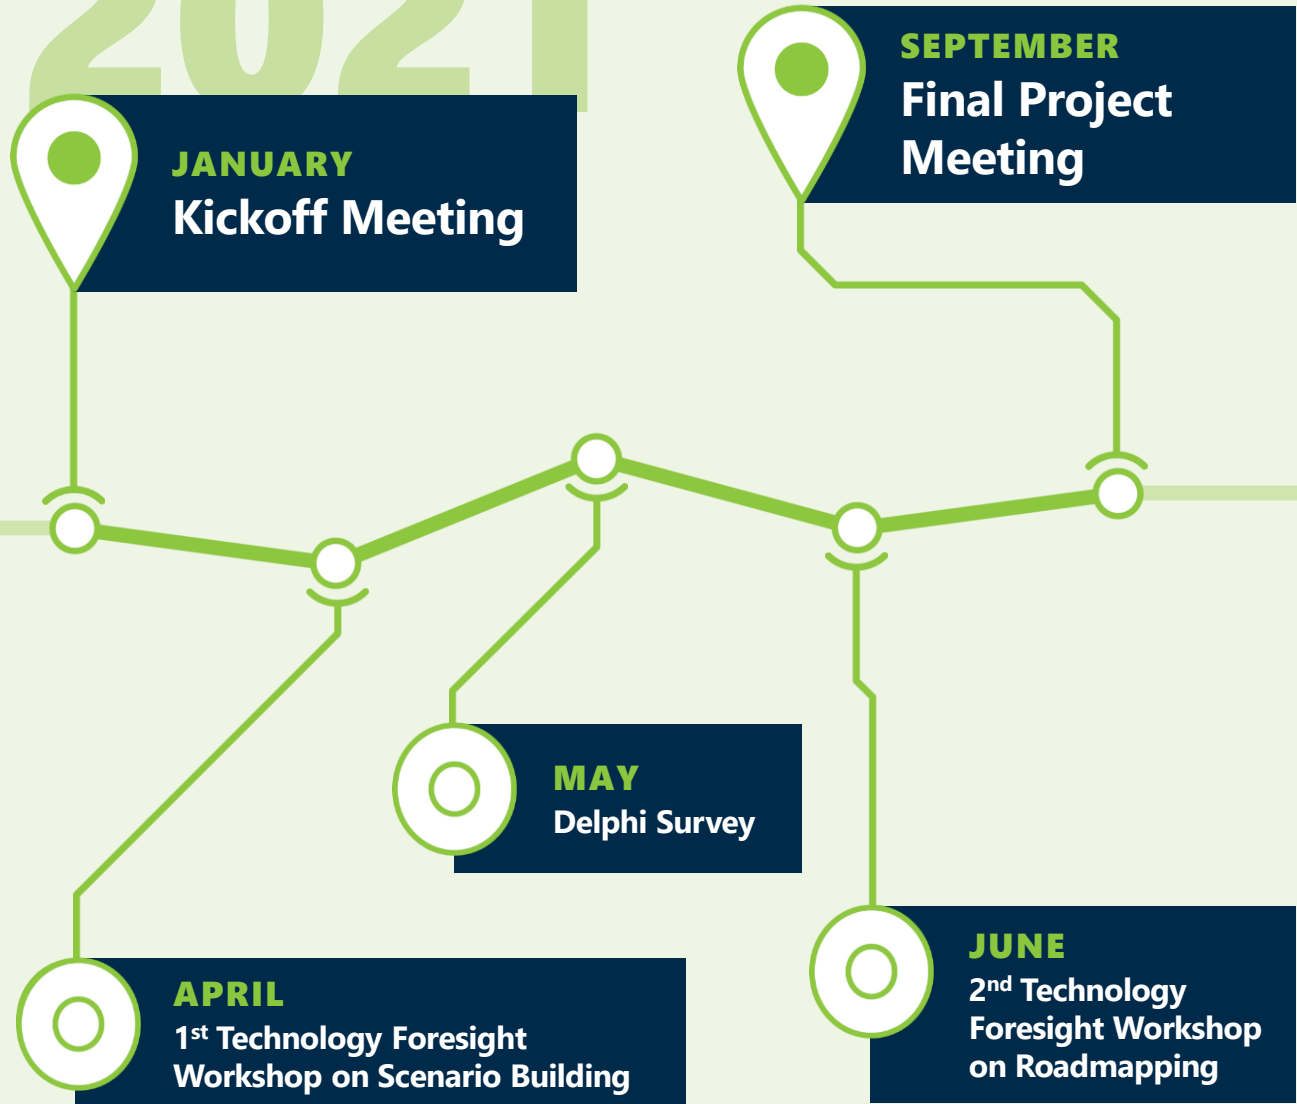 2021
JANUARY
Kickoff Meeting
SEPTEMBER
Final Project
Meeting
MAY
Delphi Survey
APRIL
1st Technology Foresight
Workshop on Scenario Building
JUNE
2nd Technology
Foresight Workshop
on Roadmapping